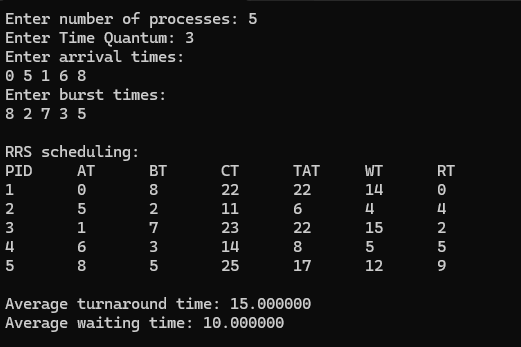 Enter number of processes: 5
Enter Time Quantum: 3
Enter arrival times:
0 5 1 6 8
Enter burst times:
8 2 7 3 5
RRS scheduling:
PID AT BT CT TAT WT RT
1 0 8 22 22 14 0
2 5 2 11 6 4 4
3 1 7 23 22 15 2
4 6 3 14 8 5 5
5 8 5 25 17 12 9
Average turnaround time: 15.000000
Average waiting time: 10.000000